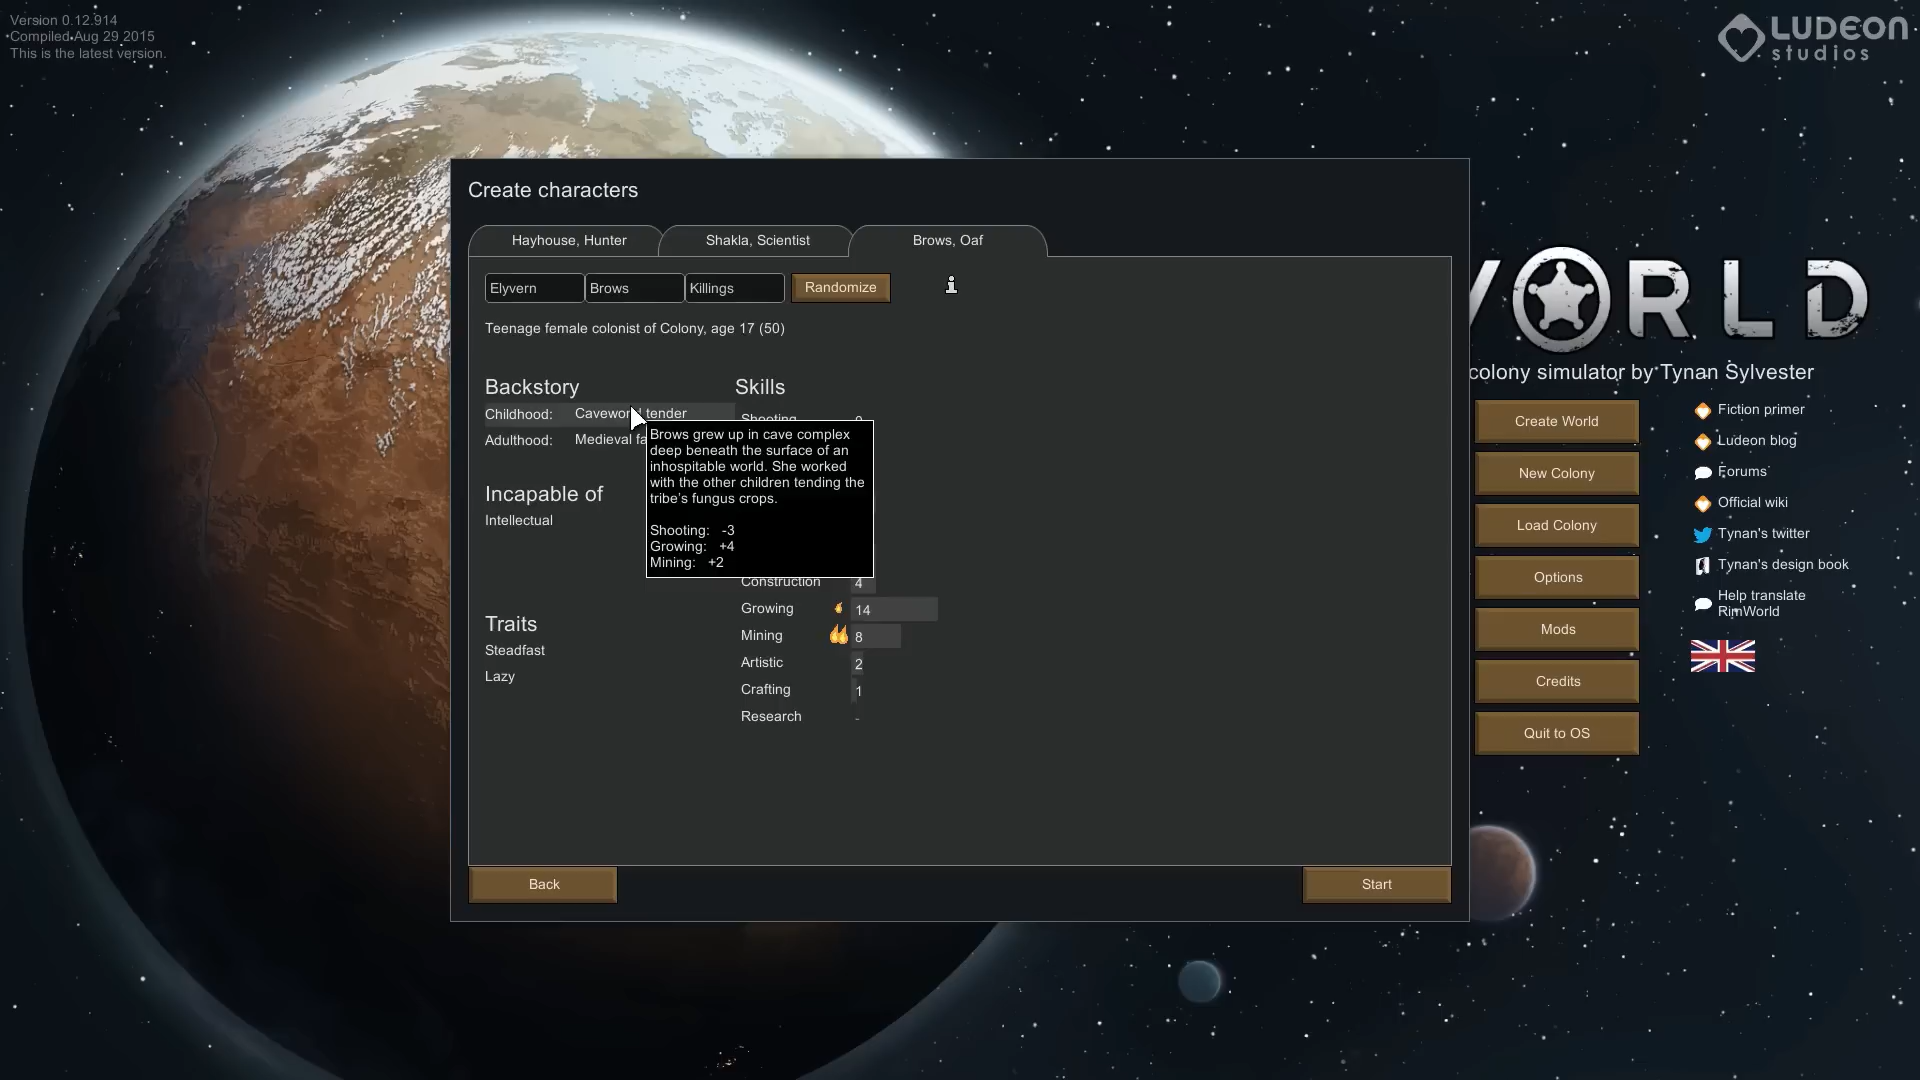 Version 0.12.914
Compiled Aug 29 2015
This is the latest version.
LUDEON
studios
Create characters
Hayhouse, Hunter
Shakla, Scientist
Brows, Oaf
Elyvern
Brows
Killings
Randomize
Teenage female colonist of Colony, age 17 (50)
Backstory
Childhood: Caveworld tender
Adulthood: Medieval fa
Incapable of
Intellectual
Traits
Steadfast
Lazy
Skills
Shooting
Brows grew up in cave complex
deep beneath the surface of an
inhospitable world. She worked
with the other children tending the
tribe's fungus crops.
Shooting: -3
Growing: +4
Mining: +2
Construction 4
Growing 14
Mining 8
Artistic 2
Crafting 1
Research -
Back
Start
WORLD
colony simulator by Tynan Sylvester
Create World
New Colony
Load Colony
Options
Mods
Credits
Quit to OS
Fiction primer
Ludeon blog
Forums
Official wiki
Tynan's twitter
Tynan's design book
Help translate
RimWorld